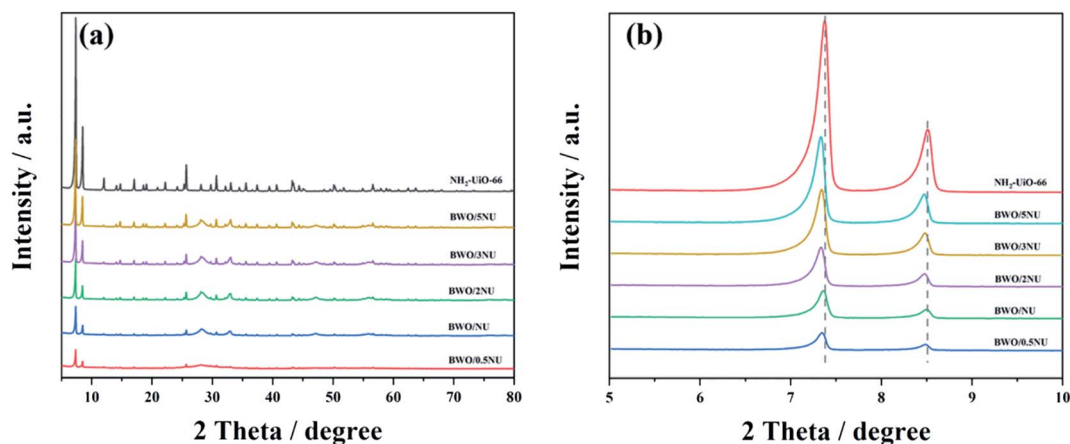 (a)
Intensity / a.u.
NH₂-UiO-66
BWO/5NU
BWO/3NU
BWO/2NU
BWO/NU
BWO/0.5NU
10 20 30 40 50 60 70 80
2 Theta / degree
(b)
Intensity / a.u.
NH₂-UiO-66
BWO/5NU
BWO/3NU
BWO/2NU
BWO/NU
BWO/0.5NU
5 6 7 8 9 10
2 Theta / degree